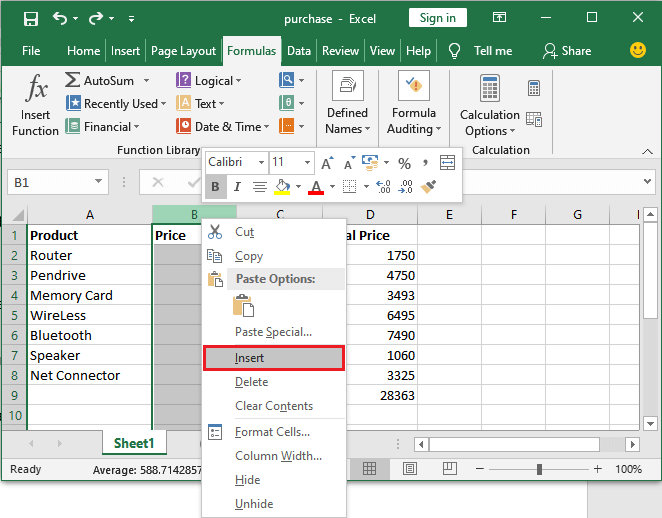 purchase - Excel
Sign in
File Home Insert Page Layout Formulas Data Review View Help Tell me Share
fx
Insert Function
AutoSum
Recently Used
Financial
Logical
Text
Date & Time
Defined Names
Formula Auditing
Calculation Options
Function Library
Calculation
Calibri 11 A A %
B I A .00
B1
A B C D E F G H
1 Product Price al Price
2 Router 1750
3 Pendrive 4750
4 Memory Card 3493
5 WireLess 6495
6 Bluetooth 7490
7 Speaker 1060
8 Net Connector 3325
9 28363
10
Cut
Copy
Paste Options:
Paste Special...
Insert
Delete
Clear Contents
Format Cells...
Column Width...
Hide
Unhide
Sheet1
Ready Average: 588.7142857 100%